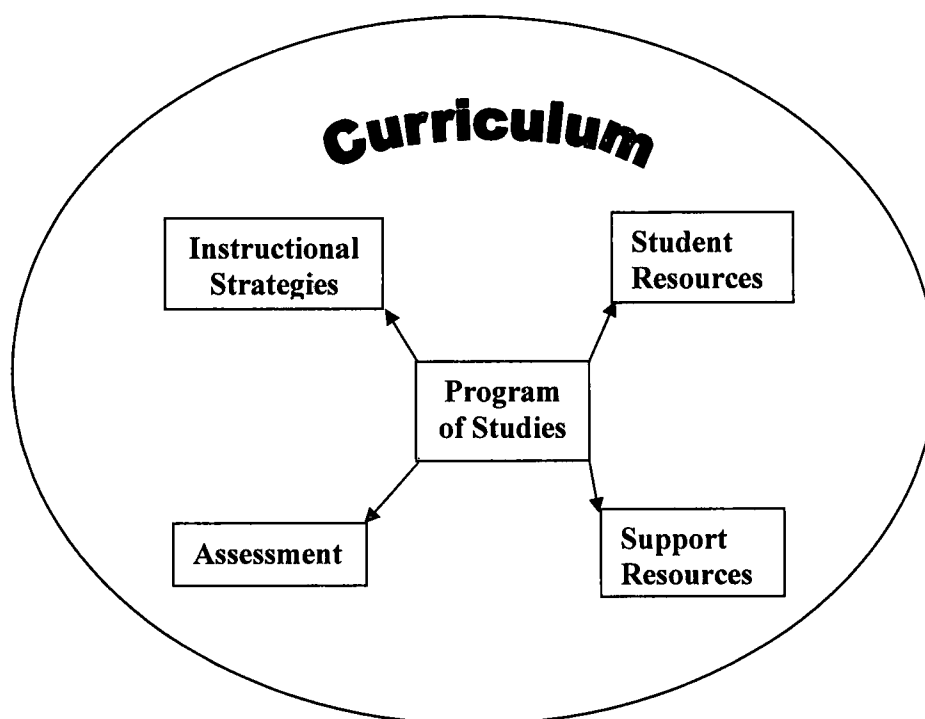 Curriculum
Instructional
Strategies
Student
Resources
Program
of Studies
Assessment
Support
Resources